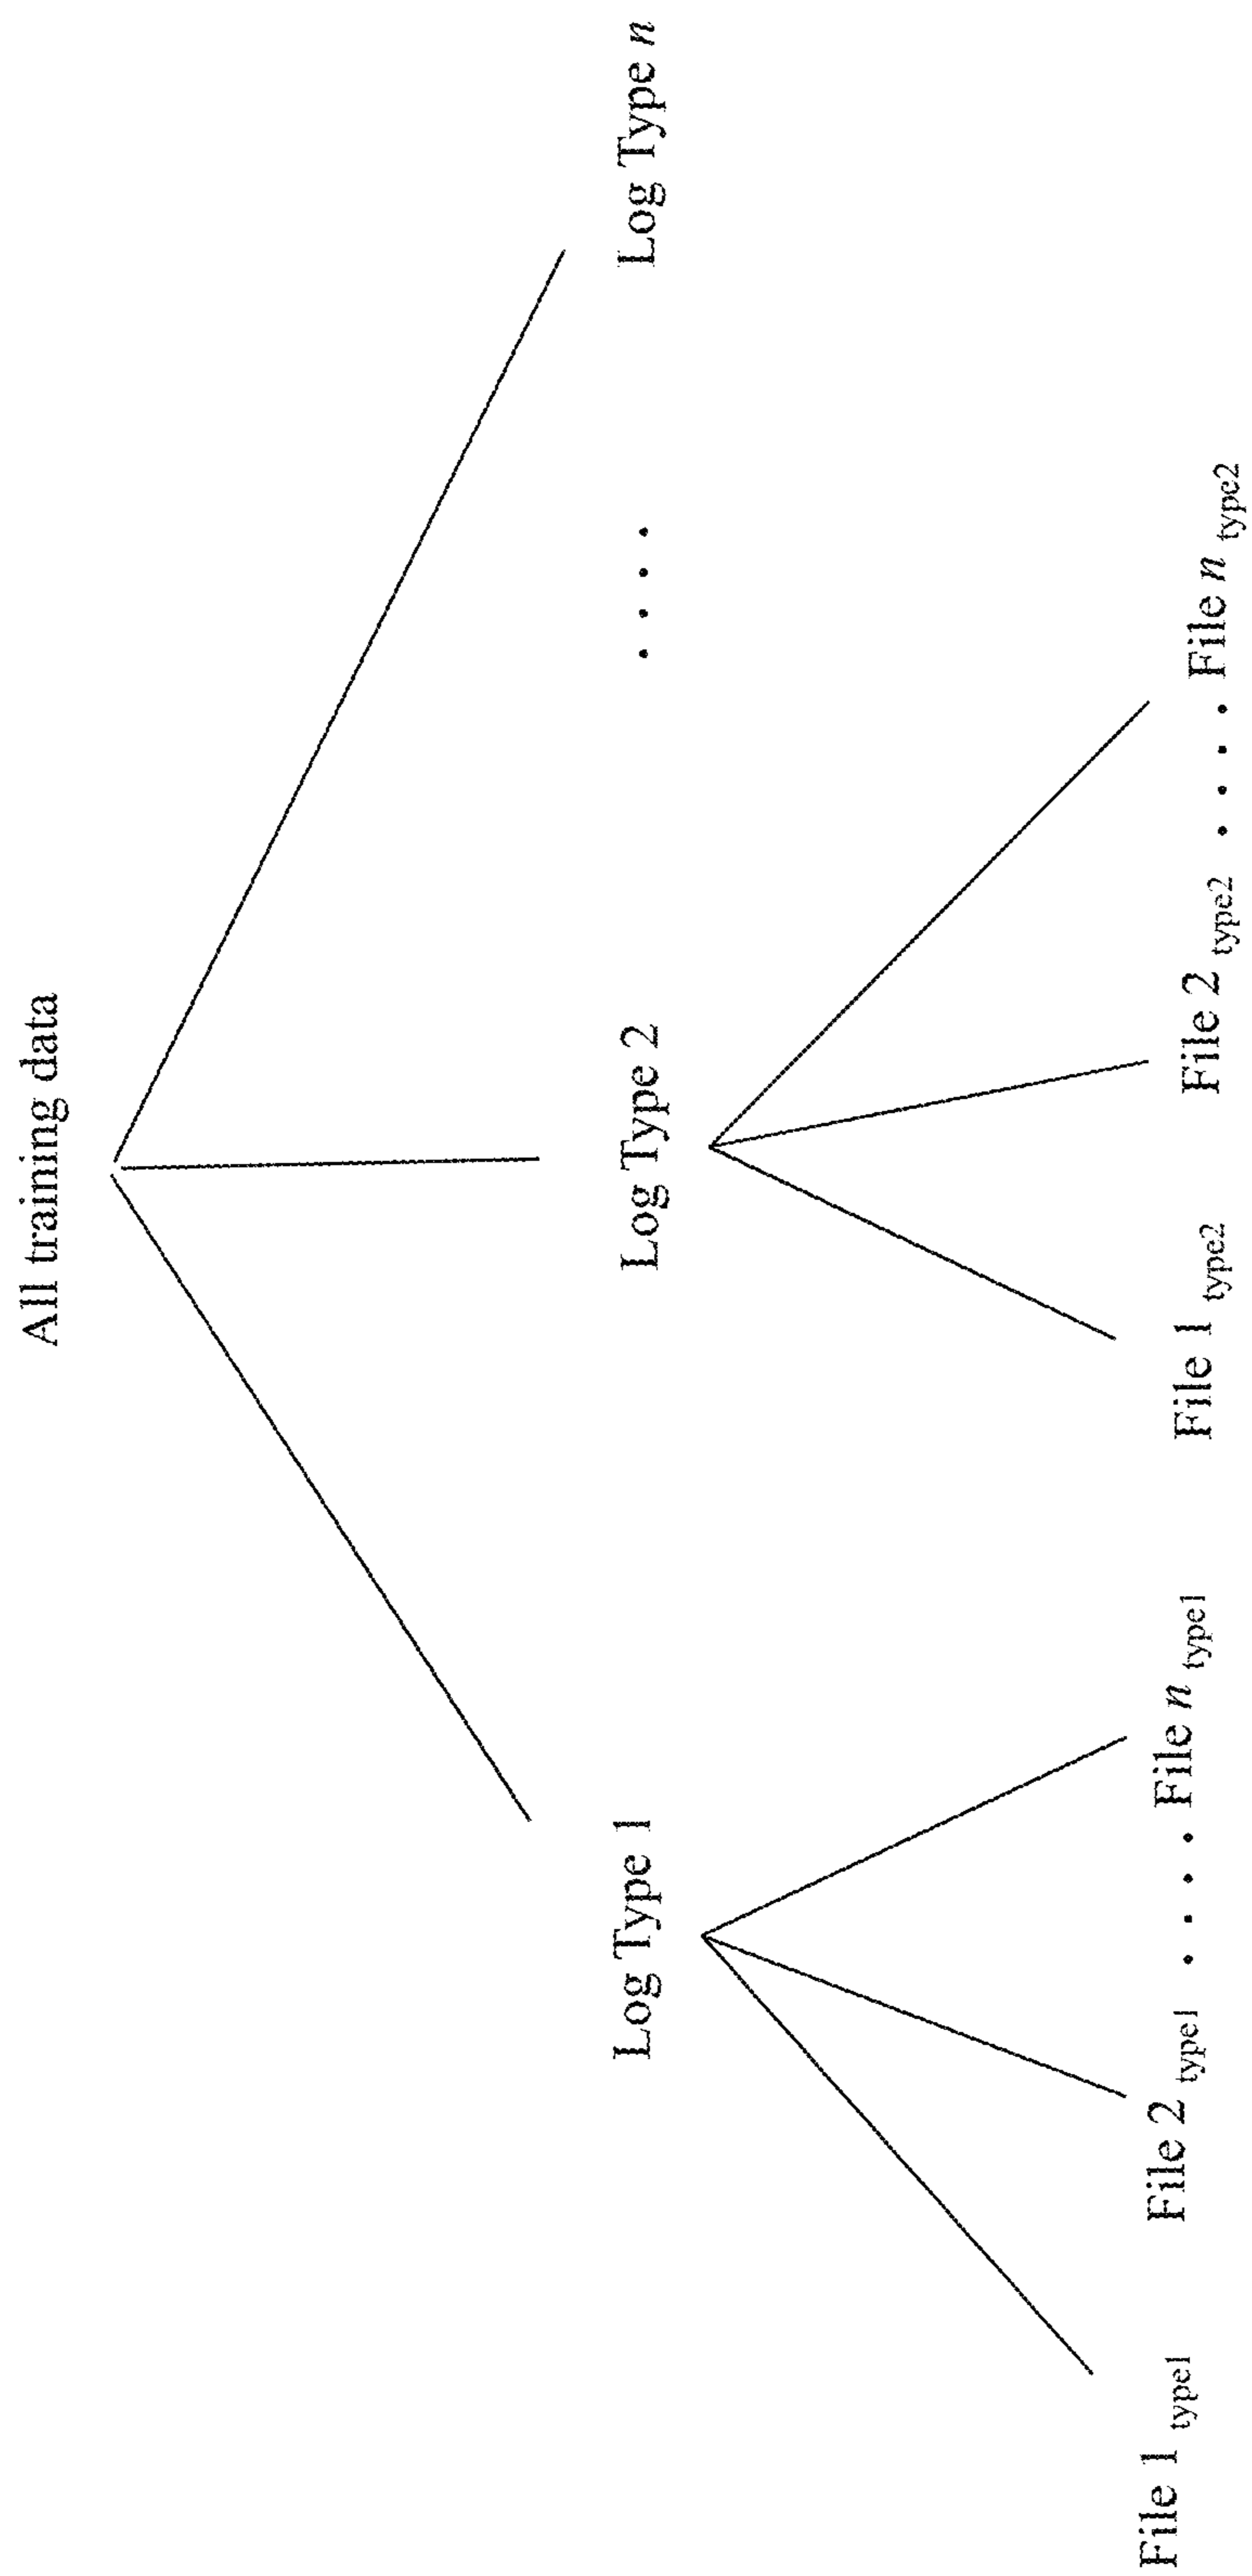 All training data
Log Type 1 Log Type 2 . . . . Log Type n
File 1 type1 File 2 type1 . . . . File n type1 File 1 type2 File 2 type2 . . . . File n type2